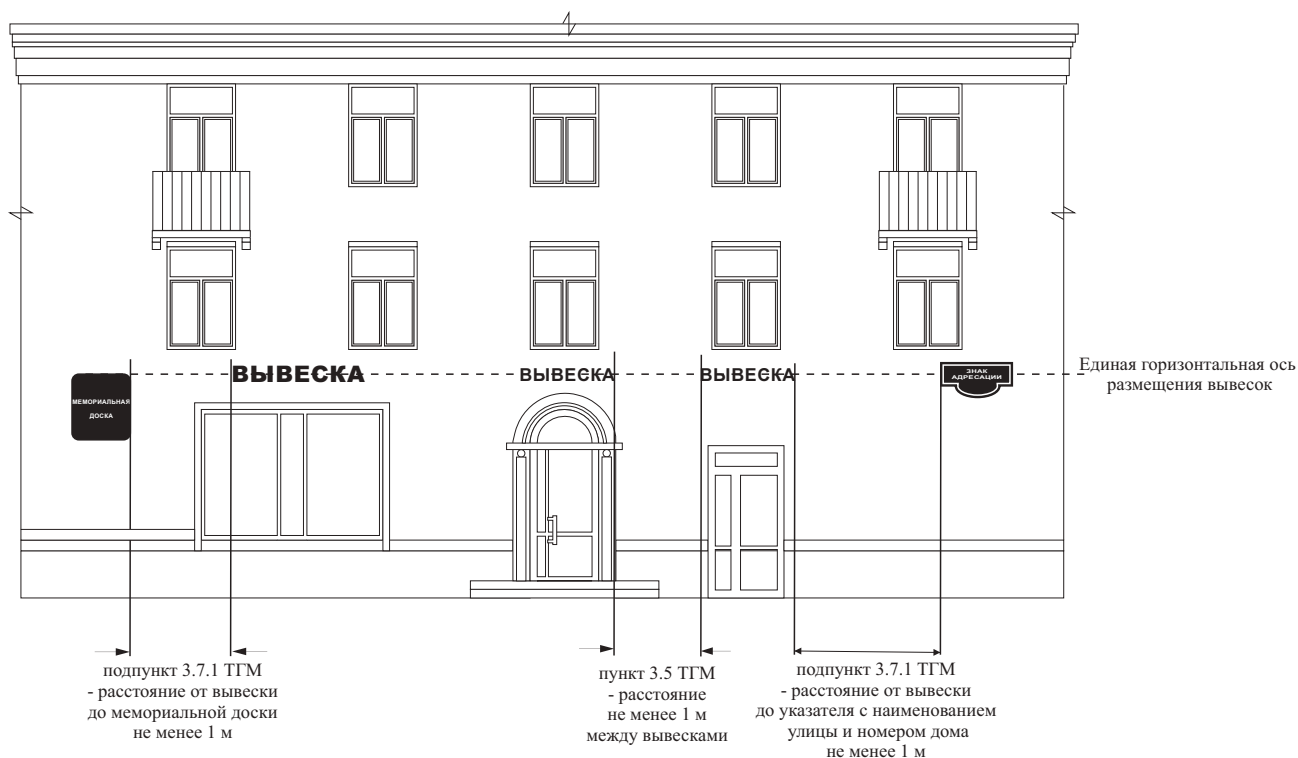 ВЫВЕСКА
ВЫВЕСКА
ВЫВЕСКА
ЗНАК
АДРЕСАЦИИ
Единая горизонтальная ось
размещения вывесок
МЕМОРИАЛЬНАЯ
ДОСКА
подпункт 3.7.1 ТГМ
- расстояние от вывески
до мемориальной доски
не менее 1 м
пункт 3.5 ТГМ
- расстояние
не менее 1 м
между вывесками
подпункт 3.7.1 ТГМ
- расстояние от вывески
до указателя с наименованием
улицы и номером дома
не менее 1 м